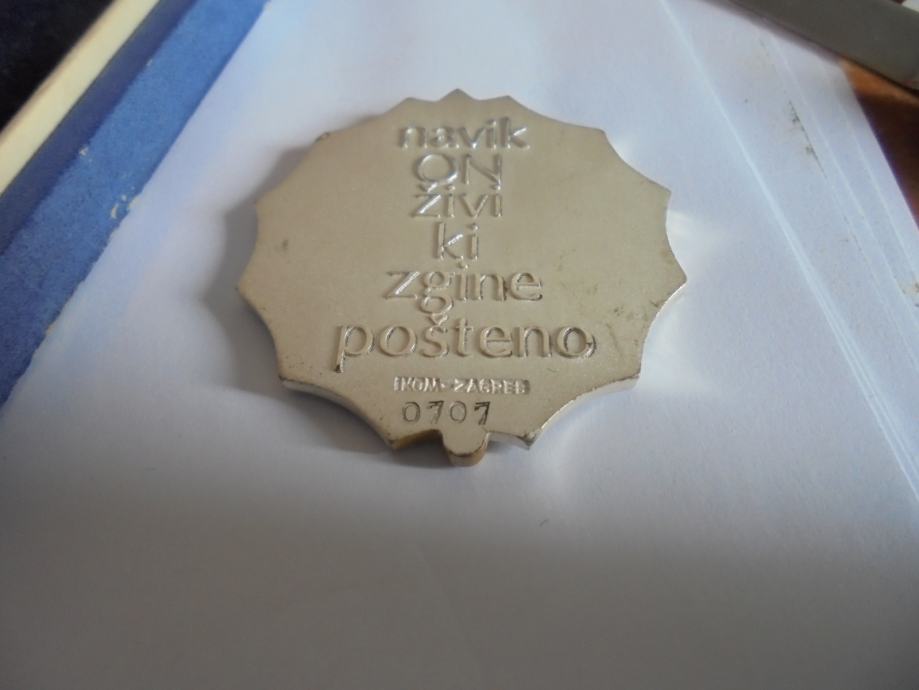 navik
ON
živi
ki
zgine
pošteno
IKOM-ZAGREB
0707